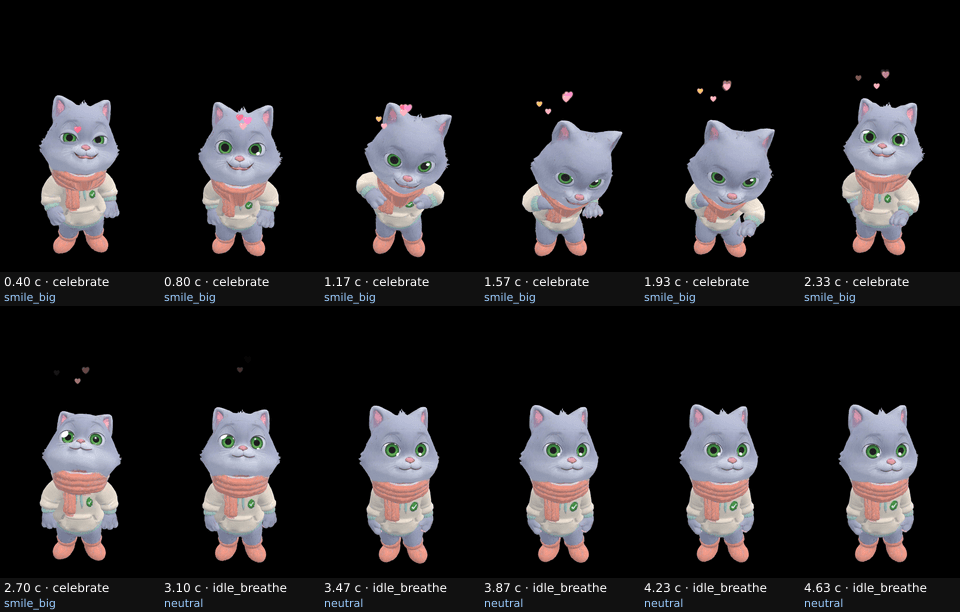 0.40 c · celebrate
smile_big
0.80 c · celebrate
smile_big
1.17 c · celebrate
smile_big
1.57 c · celebrate
smile_big
1.93 c · celebrate
smile_big
2.33 c · celebrate
smile_big
2.70 c · celebrate
smile_big
3.10 c · idle_breathe
neutral
3.47 c · idle_breathe
neutral
3.87 c · idle_breathe
neutral
4.23 c · idle_breathe
neutral
4.63 c · idle_breathe
neutral